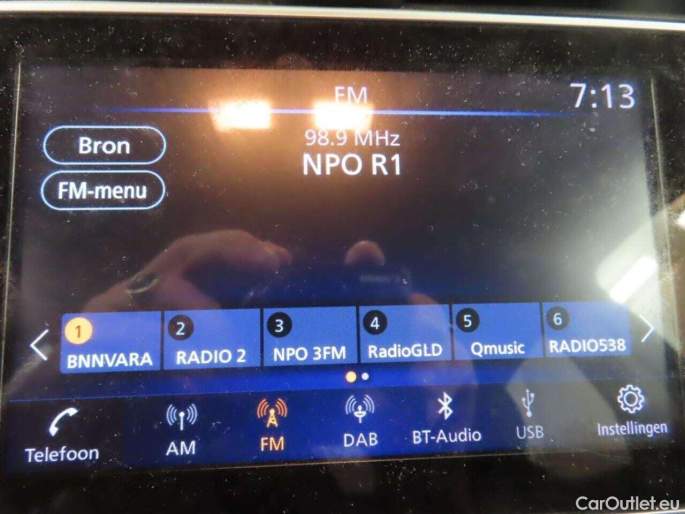 FM
7:13
98.9 MHz
NPO R1
Bron
FM-menu
1 2 3 4 5 6
BNNVARA RADIO 2 NPO 3FM RadioGLD Qmusic RADIO538
Telefoon AM FM DAB BT-Audio USB Instellingen
CarOutlet.eu